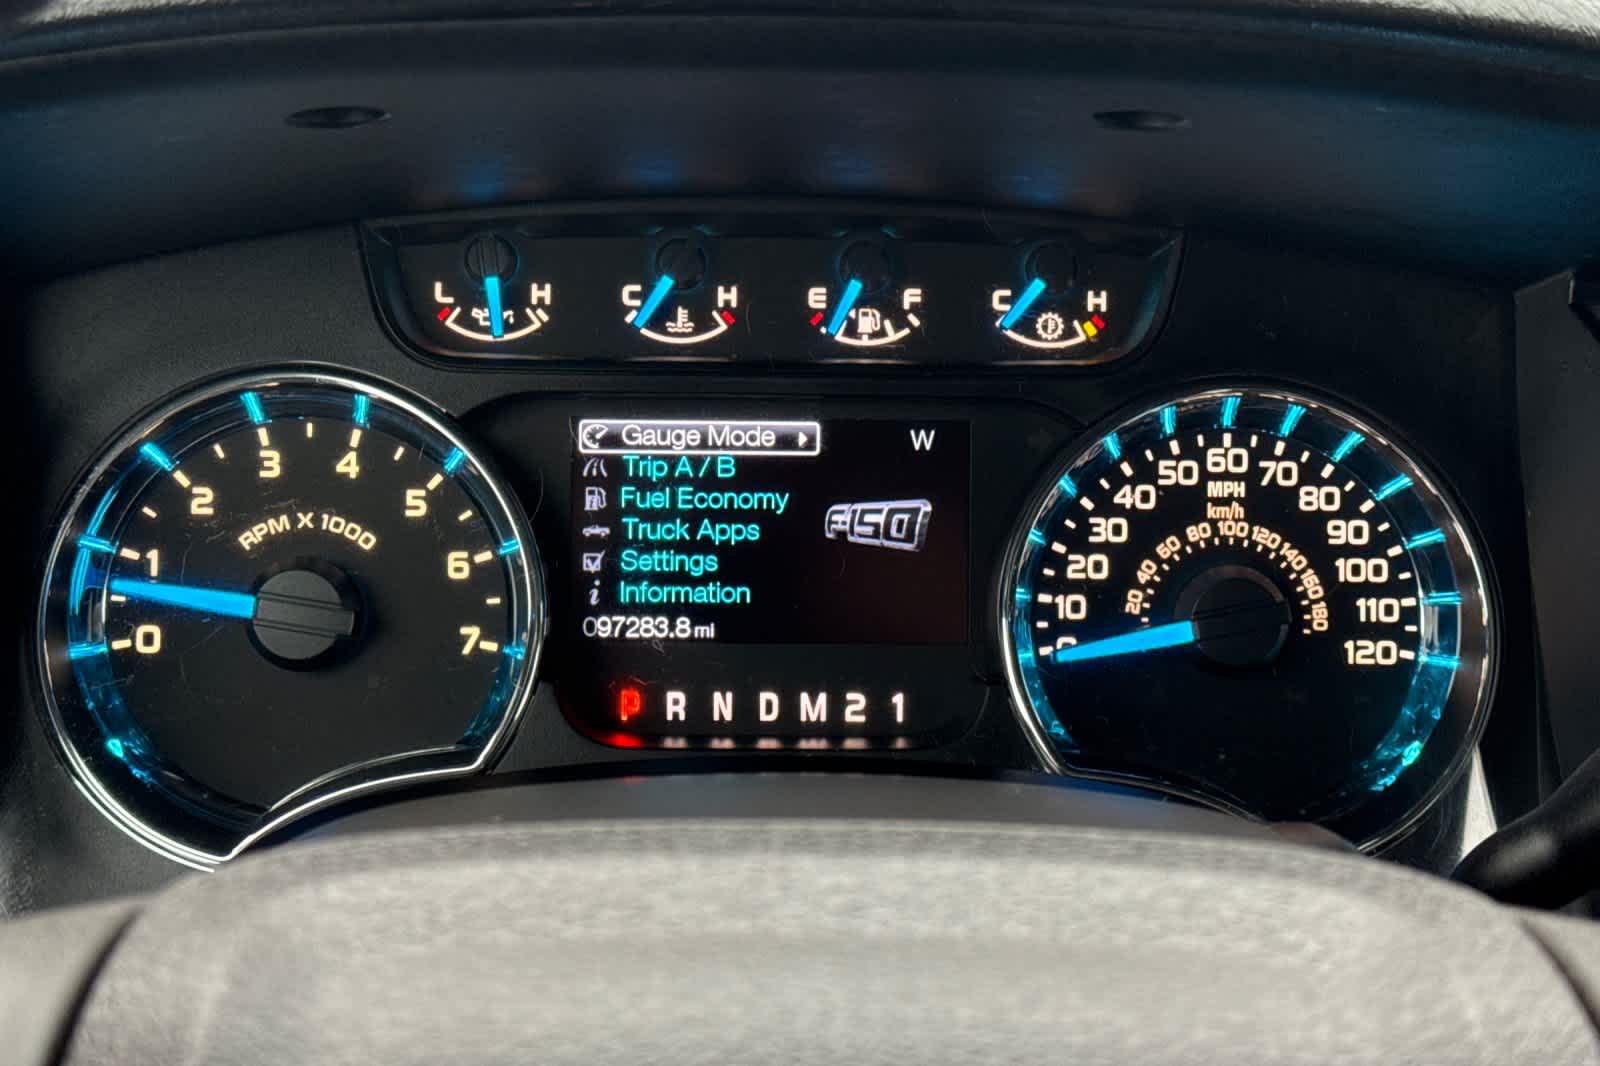 L H C H E F C H
Gauge Mode W
Trip A / B
Fuel Economy
F-150
Truck Apps
Settings
Information
097283.8 mi
P R N D M 2 1
0 1 2 3 4 5 6 7
RPM X 1000
10 20 30 40 50 60 70 80 90 100 110 120
MPH
km/h
20 40 60 80 100 120 140 160 180